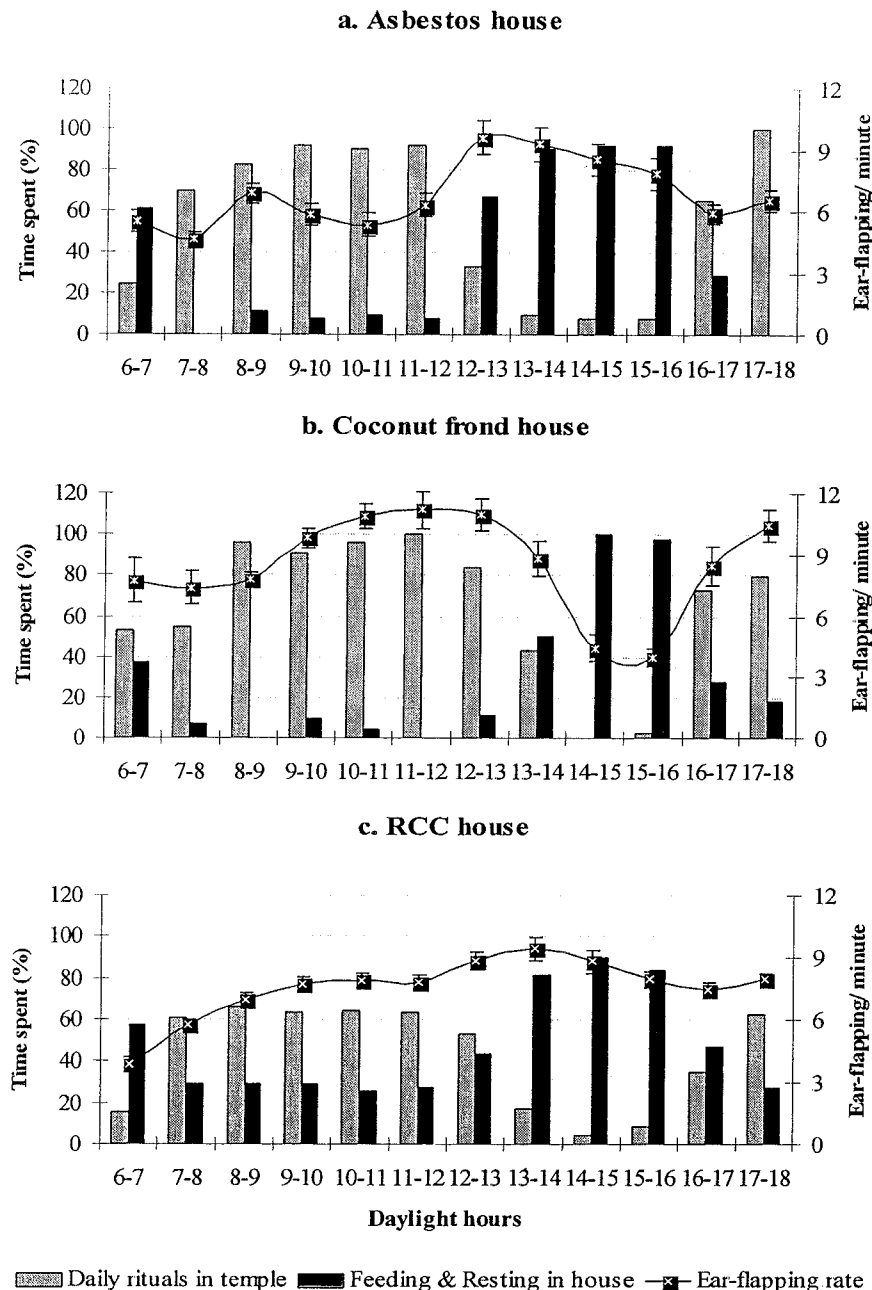 a. Asbestos house
Time spent (%)
120
100
80
60
40
20
0
12
9
6
3
0
Ear-flapping/ minute
6-7 7-8 8-9 9-10 10-11 11-12 12-13 13-14 14-15 15-16 16-17 17-18
b. Coconut frond house
Time spent (%)
120
100
80
60
40
20
0
12
9
6
3
0
Ear-flapping/ minute
6-7 7-8 8-9 9-10 10-11 11-12 12-13 13-14 14-15 15-16 16-17 17-18
c. RCC house
Time spent (%)
120
100
80
60
40
20
0
12
9
6
3
0
Ear-flapping/ minute
6-7 7-8 8-9 9-10 10-11 11-12 12-13 13-14 14-15 15-16 16-17 17-18
Daylight hours
Daily rituals in temple Feeding & Resting in house Ear-flapping rate